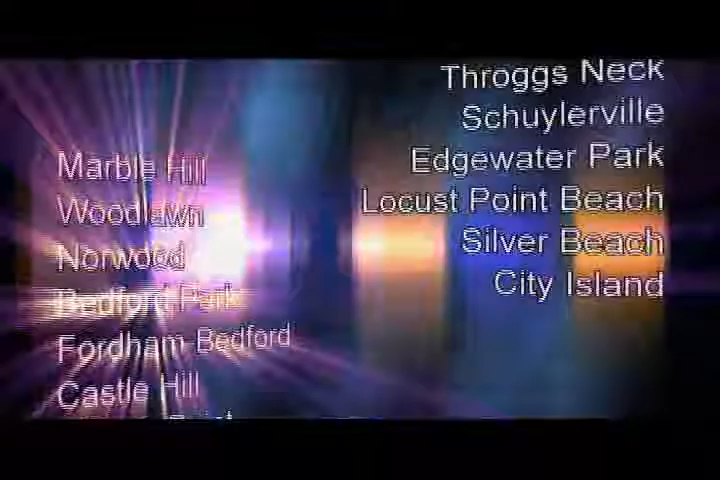 Marble Hill
Woodlawn
Norwood
Bedford Park
Fordham Bedford
Castle Hill
Throggs Neck
Schuylerville
Edgewater Park
Locust Point Beach
Silver Beach
City Island